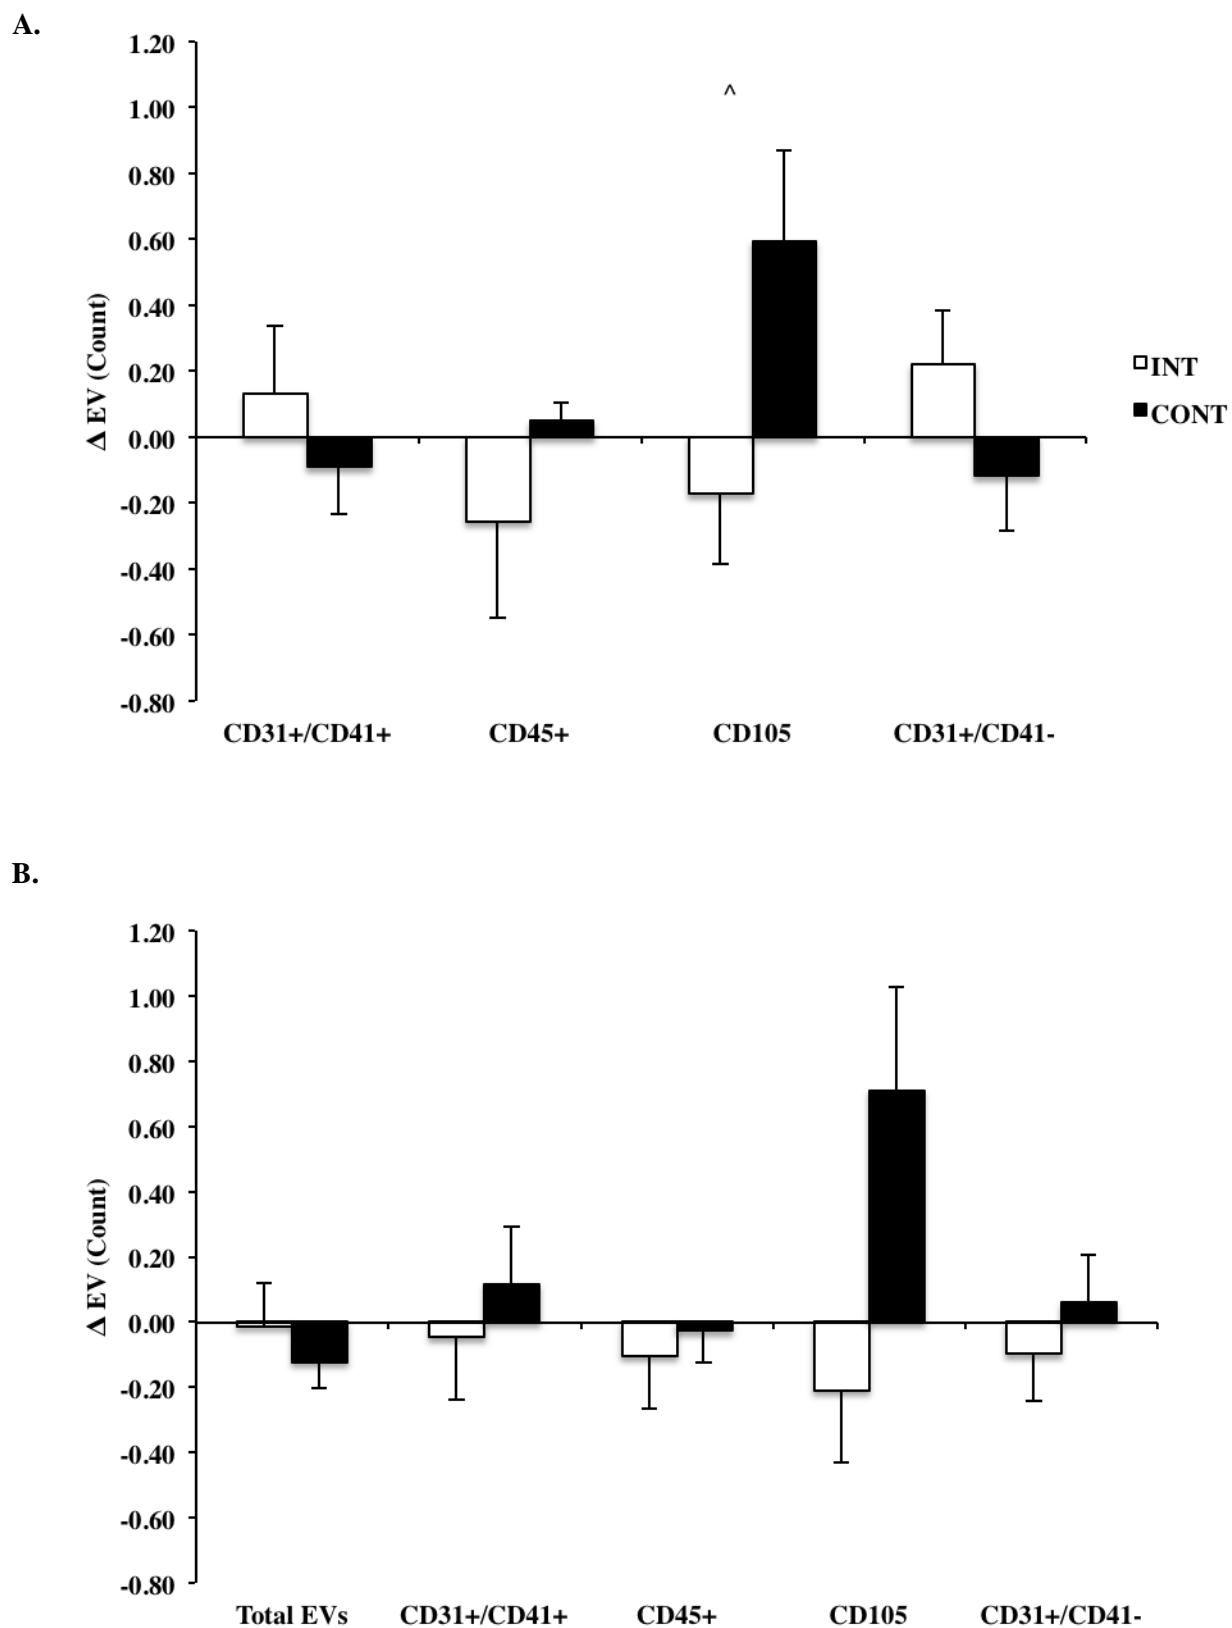 A.
1.20
1.00
^
0.80
0.60
0.40
0.20
0.00
-0.20
-0.40
-0.60
-0.80
Δ EV (Count)
INT
CONT
CD31+/CD41+ CD45+ CD105 CD31+/CD41-
B.
1.20
1.00
0.80
0.60
0.40
0.20
0.00
-0.20
-0.40
-0.60
-0.80
Δ EV (Count)
Total EVs CD31+/CD41+ CD45+ CD105 CD31+/CD41-